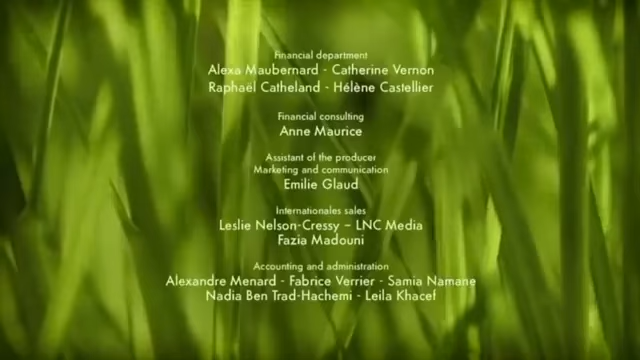 Financial department
Alexa Maubernard - Catherine Vernon
Raphaël Catheland - Hélène Castellier
Financial consulting
Anne Maurice
Assistant of the producer
Marketing and communication
Emilie Glaud
Internationales sales
Leslie Nelson-Cressy – LNC Media
Fazia Madouni
Accounting and administration
Alexandre Menard - Fabrice Verrier - Samia Namane
Nadia Ben Trad-Hachemi - Leila Khacef